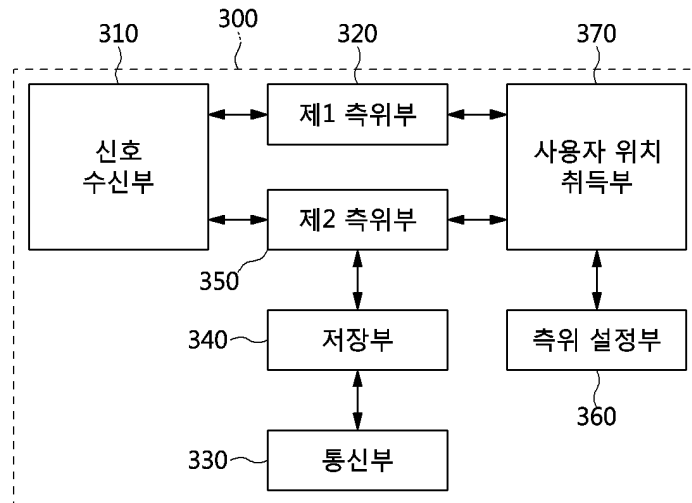 300
310
320
370
신호
수신부
제1 측위부
사용자 위치
취득부
제2 측위부
350
340
저장부
측위 설정부
360
330
통신부